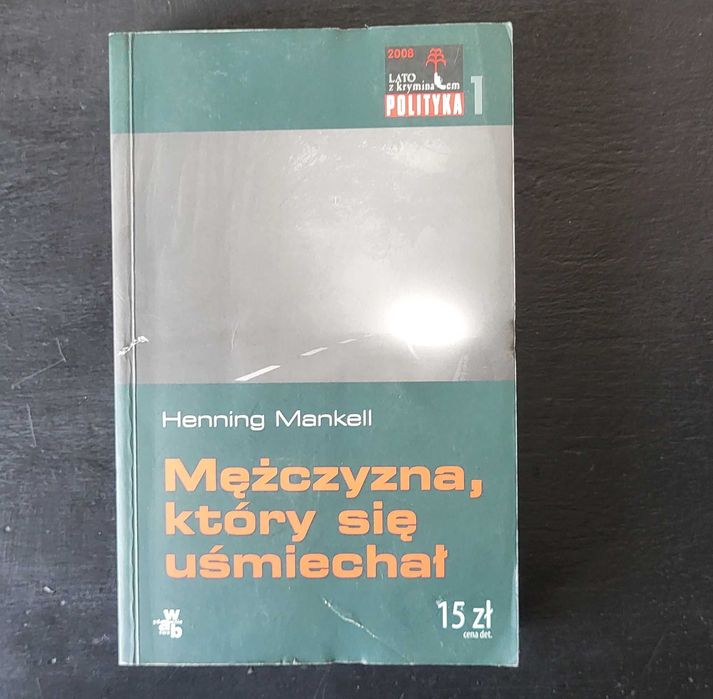 2008
LATO
z kryminałem
POLITYKA 1
Henning Mankell
Mężczyzna,
który się
uśmiechał
w
a
b
15 zł
cena det.